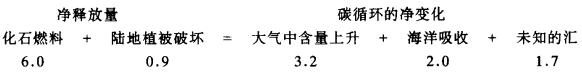 净释放量 碳循环的净变化
化石燃料 + 陆地植被破坏 = 大气中含量上升 + 海洋吸收 + 未知的汇
6.0 0.9 3.2 2.0 1.7